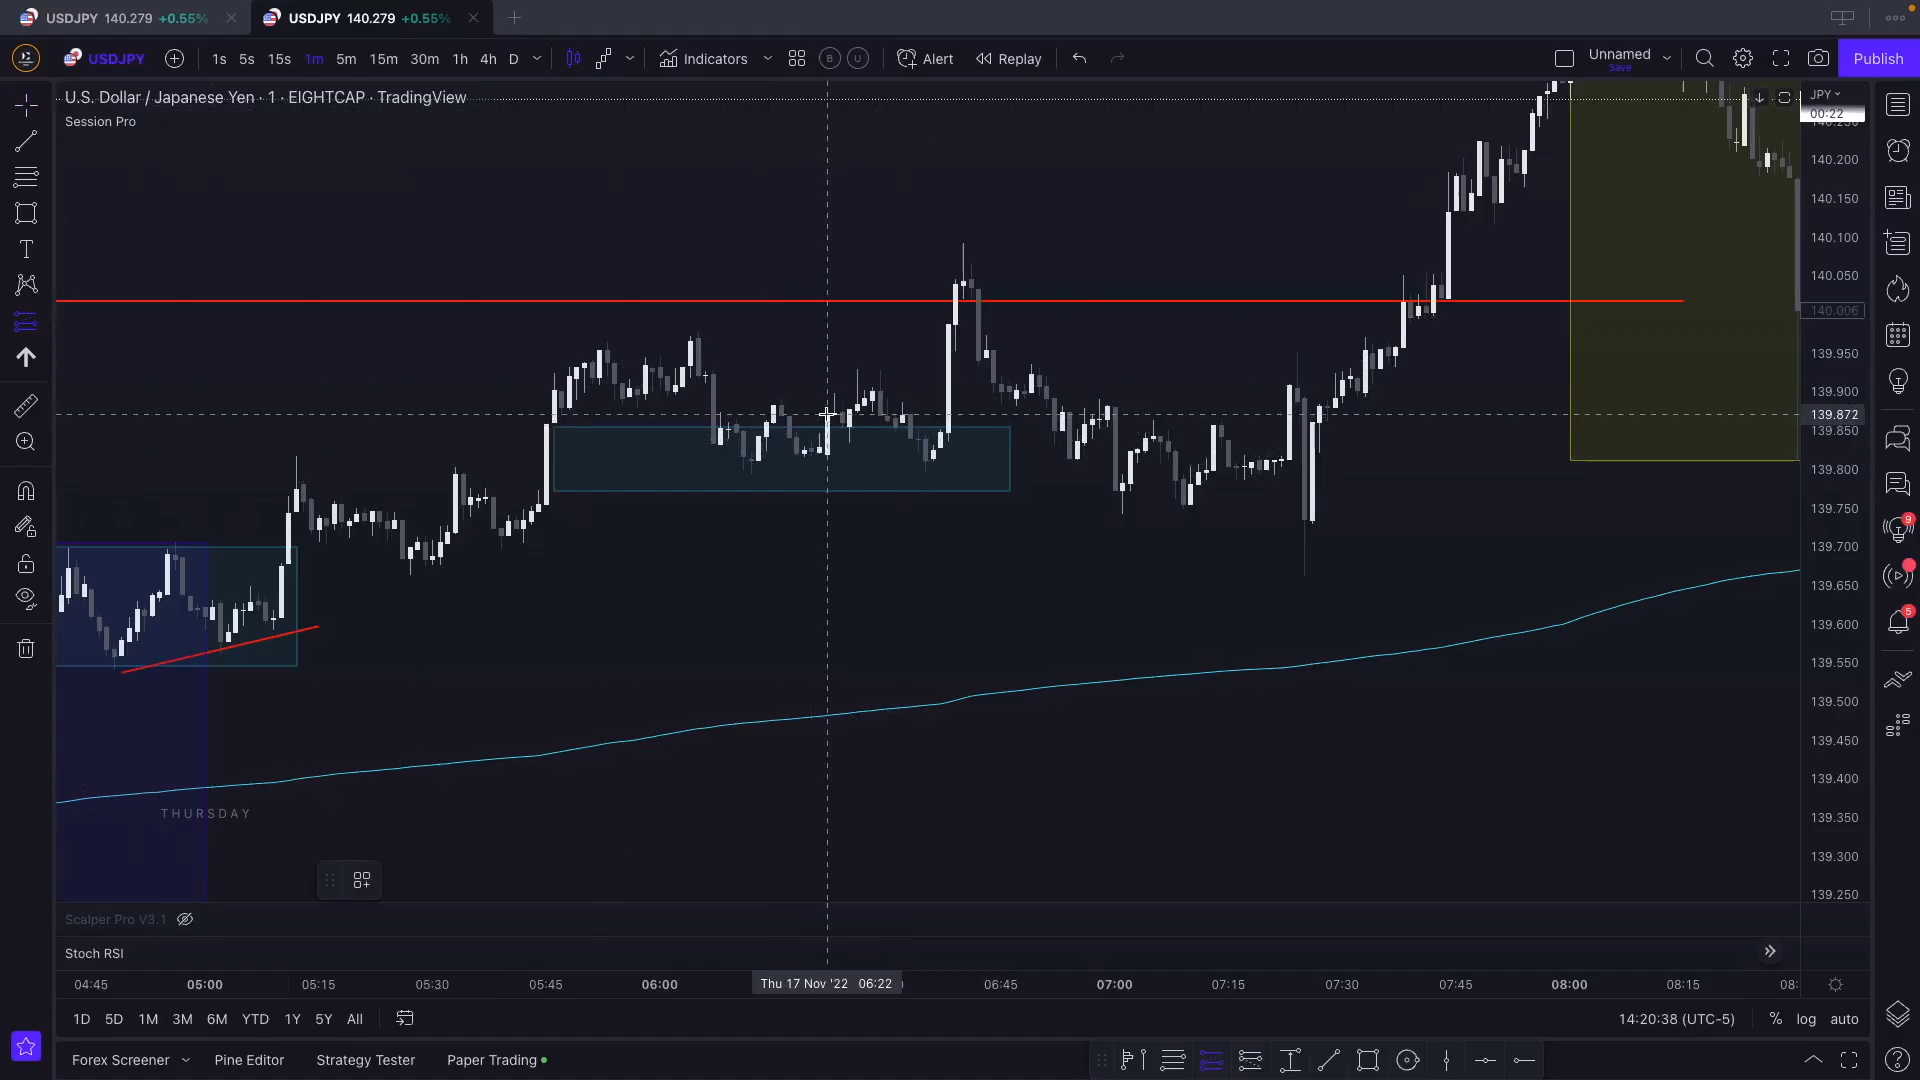 USDJPY 140.279 +0.55%
USDJPY 140.279 +0.55%
USDJPY 1s 5s 15s 1m 5m 15m 30m 1h 4h D Indicators B U Alert Replay Unnamed Save Publish
U.S. Dollar / Japanese Yen · 1 · EIGHTCAP · TradingView
Session Pro
JPY
00:22
140.250
140.200
140.150
140.100
140.050
140.006
139.950
139.900
139.872
139.850
139.800
139.750
139.700
139.650
139.600
139.550
139.500
139.450
139.400
139.350
139.300
139.250
9
5
THURSDAY
Scalper Pro V3.1
Stoch RSI
04:45 05:00 05:15 05:30 05:45 06:00 Thu 17 Nov '22 06:22 06:45 07:00 07:15 07:30 07:45 08:00 08:15 08:
1D 5D 1M 3M 6M YTD 1Y 5Y All 14:20:38 (UTC-5) % log auto
Forex Screener Pine Editor Strategy Tester Paper Trading